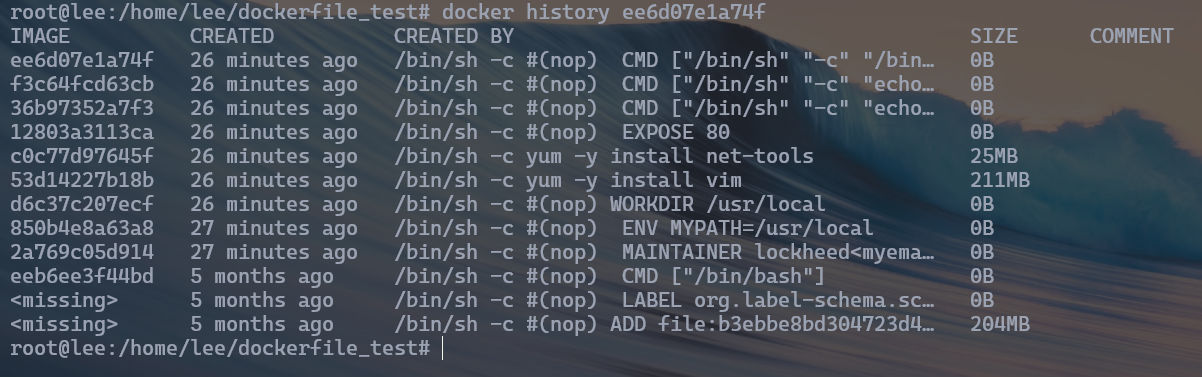 root@lee:/home/lee/dockerfile_test# docker history ee6d07e1a74f
IMAGE          CREATED          CREATED BY                                      SIZE      COMMENT
ee6d07e1a74f   26 minutes ago   /bin/sh -c #(nop)  CMD ["/bin/sh" "-c" "/bin…   0B
f3c64fcd63cb   26 minutes ago   /bin/sh -c #(nop)  CMD ["/bin/sh" "-c" "echo…   0B
36b97352a7f3   26 minutes ago   /bin/sh -c #(nop)  CMD ["/bin/sh" "-c" "echo…   0B
12803a3113ca   26 minutes ago   /bin/sh -c #(nop)  EXPOSE 80                    0B
c0c77d97645f   26 minutes ago   /bin/sh -c yum -y install net-tools             25MB
53d14227b18b   26 minutes ago   /bin/sh -c yum -y install vim                   211MB
d6c37c207ecf   26 minutes ago   /bin/sh -c #(nop) WORKDIR /usr/local            0B
850b4e8a63a8   27 minutes ago   /bin/sh -c #(nop)  ENV MYPATH=/usr/local        0B
2a769c05d914   27 minutes ago   /bin/sh -c #(nop)  MAINTAINER lockheed<myema…   0B
eeb6ee3f44bd   5 months ago     /bin/sh -c #(nop)  CMD ["/bin/bash"]            0B
<missing>      5 months ago     /bin/sh -c #(nop)  LABEL org.label-schema.sc…   0B
<missing>      5 months ago     /bin/sh -c #(nop) ADD file:b3ebbe8bd304723d4…   204MB
root@lee:/home/lee/dockerfile_test#